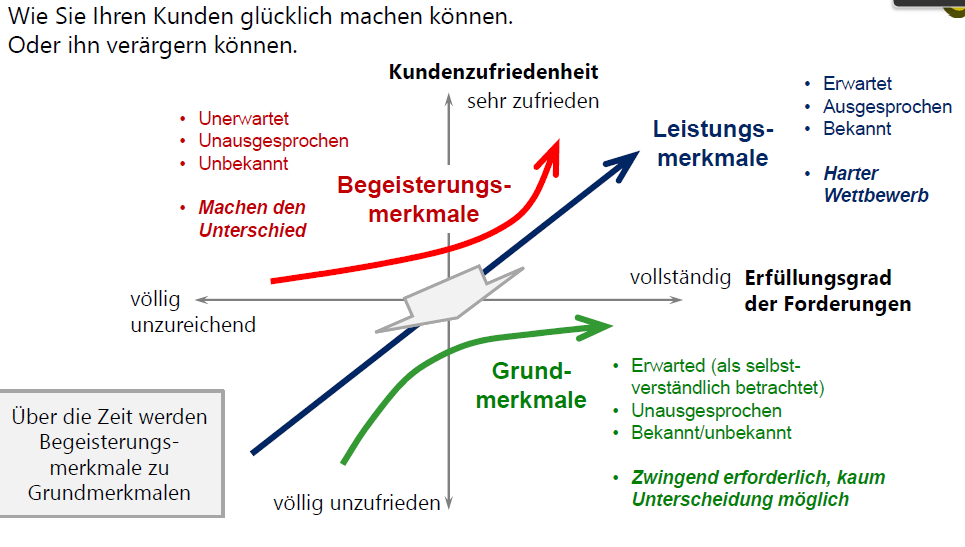 Wie Sie Ihren Kunden glücklich machen können.
Oder ihn verärgern können.
Kundenzufriedenheit
sehr zufrieden
• Unerwartet
• Unausgesprochen
• Unbekannt
• Machen den
Unterschied
Begeisterungs-
merkmale
Leistungs-
merkmale
• Erwartet
• Ausgesprochen
• Bekannt
• Harter
Wettbewerb
völlig
unzureichend
vollständig
Erfüllungsgrad
der Forderungen
Grund-
merkmale
• Erwarted (als selbst-
verständlich betrachtet)
• Unausgesprochen
• Bekannt/unbekannt
• Zwingend erforderlich, kaum
Unterscheidung möglich
Über die Zeit werden
Begeisterungs-
merkmale zu
Grundmerkmalen
völlig unzufrieden